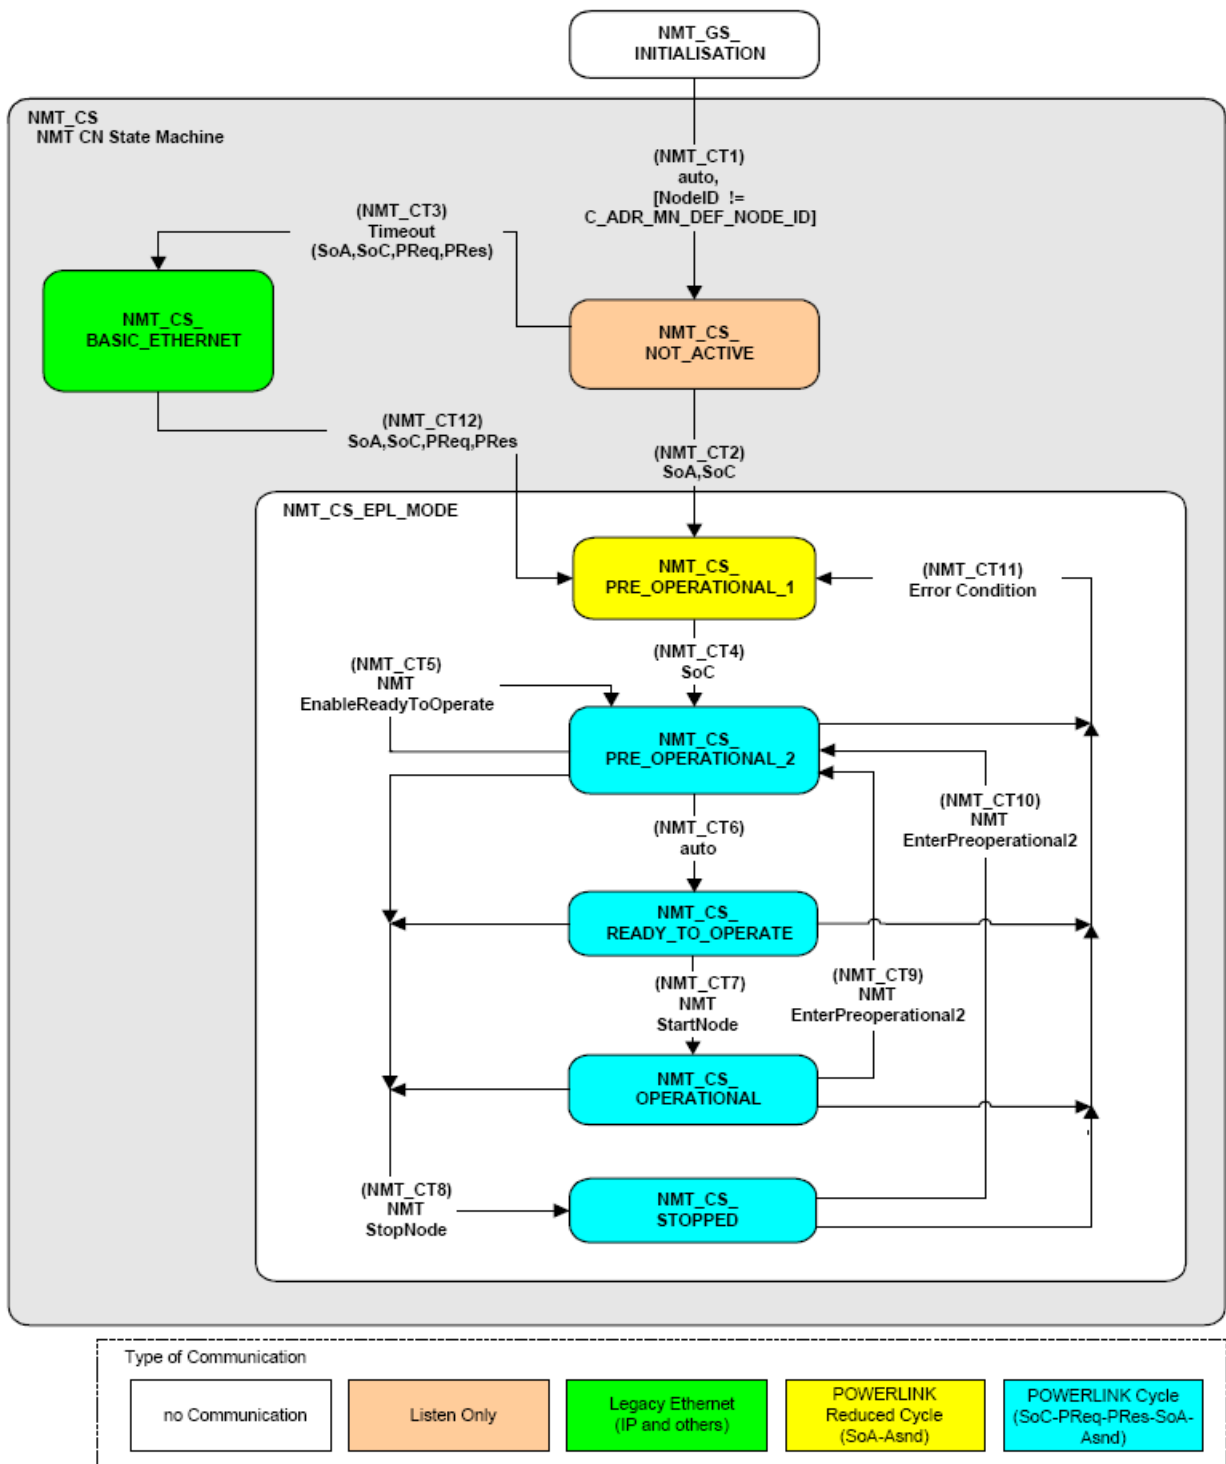 NMT_GS_
INITIALISATION
NMT_CS
NMT CN State Machine
(NMT_CT1)
auto,
[NodeID !=
C_ADR_MN_DEF_NODE_ID]
(NMT_CT3)
Timeout
(SoA,SoC,PReq,PRes)
NMT_CS_
BASIC_ETHERNET
NMT_CS_
NOT_ACTIVE
(NMT_CT12)
SoA,SoC,PReq,PRes
(NMT_CT2)
SoA,SoC
NMT_CS_EPL_MODE
NMT_CS_
PRE_OPERATIONAL_1
(NMT_CT11)
Error Condition
(NMT_CT4)
SoC
(NMT_CT5)
NMT
EnableReadyToOperate
NMT_CS_
PRE_OPERATIONAL_2
(NMT_CT10)
NMT
EnterPreoperational2
(NMT_CT6)
auto
NMT_CS_
READY_TO_OPERATE
(NMT_CT7)
NMT
StartNode
(NMT_CT9)
NMT
EnterPreoperational2
NMT_CS_
OPERATIONAL
(NMT_CT8)
NMT
StopNode
NMT_CS_
STOPPED
Type of Communication
no Communication
Listen Only
Legacy Ethernet
(IP and others)
POWERLINK
Reduced Cycle
(SoA-Asnd)
POWERLINK Cycle
(SoC-PReq-PRes-SoA-
Asnd)